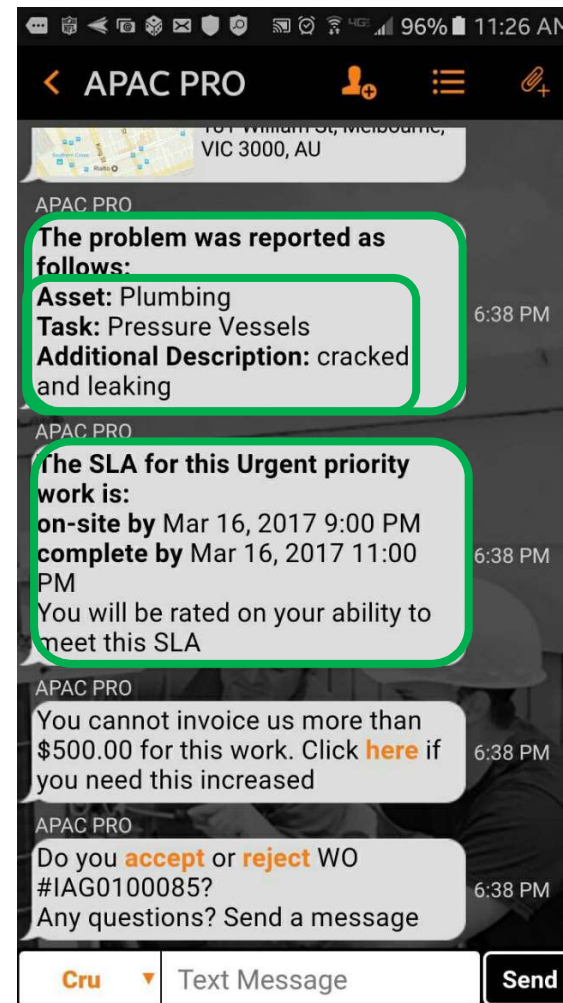 4G 96% 11:26 AM
APAC PRO
VIC 3000, AU
APAC PRO
The problem was reported as
follows:
Asset: Plumbing
Task: Pressure Vessels
Additional Description: cracked
and leaking
6:38 PM
APAC PRO
The SLA for this Urgent priority
work is:
on-site by Mar 16, 2017 9:00 PM
complete by Mar 16, 2017 11:00
PM
You will be rated on your ability to
meet this SLA
6:38 PM
APAC PRO
You cannot invoice us more than
$500.00 for this work. Click here if
you need this increased
6:38 PM
APAC PRO
Do you accept or reject WO
#IAG0100085?
Any questions? Send a message
6:38 PM
Cru Text Message Send